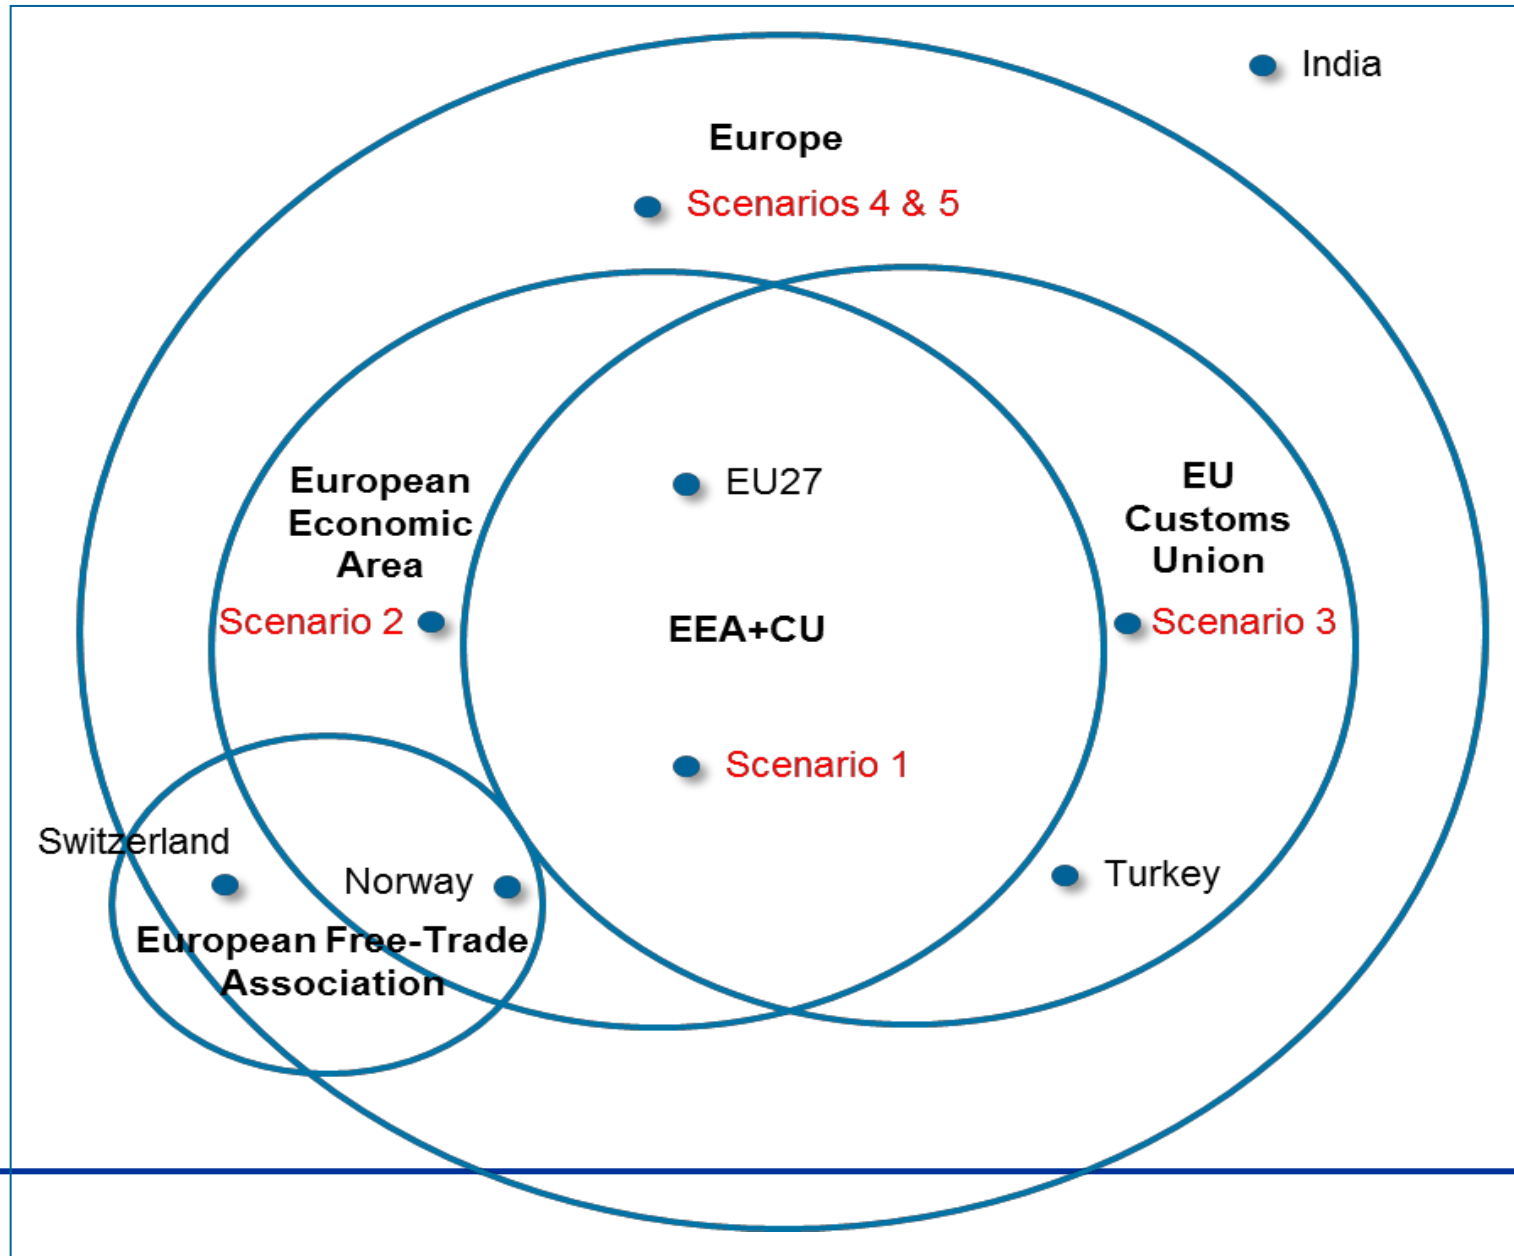 India
Europe
Scenarios 4 & 5
European
Economic
Area
EU27
EU
Customs
Union
Scenario 2
EEA+CU
Scenario 3
Scenario 1
Switzerland
Norway
Turkey
European Free-Trade
Association